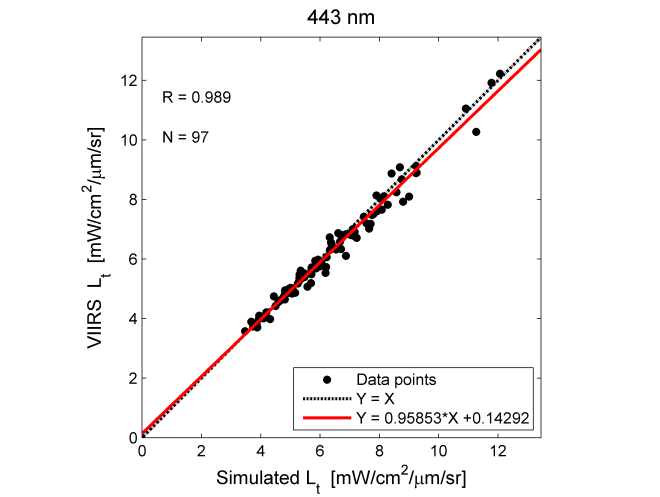 443 nm
R = 0.989
N = 97
VIIRS L_t [mW/cm²/μm/sr]
12
10
8
6
4
2
0
0 2 4 6 8 10 12
Data points
Y = X
Y = 0.95853*X +0.14292
Simulated L_t [mW/cm²/μm/sr]